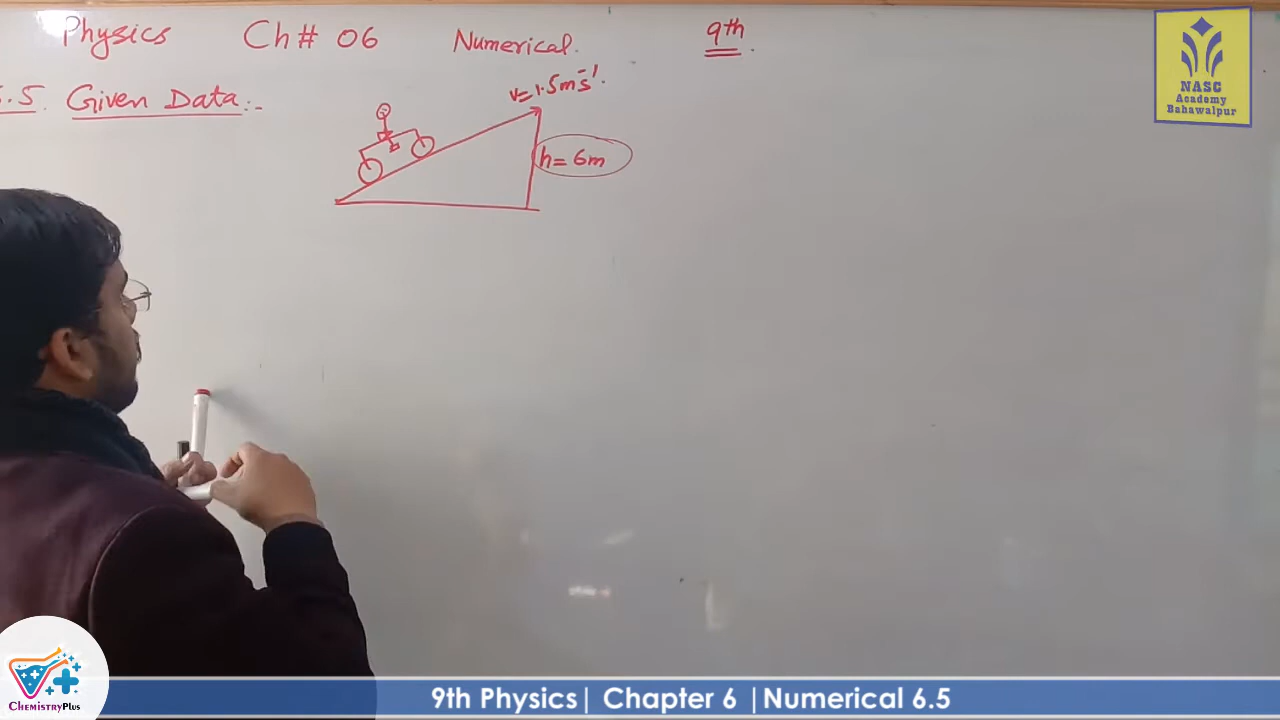 Physics Ch# 06 Numerical. 9th.
6.5. Given Data:-
v=1.5ms⁻¹.
h= 6m
NASC
Academy
Bahawalpur
ChemistryPlus
9th Physics| Chapter 6 |Numerical 6.5